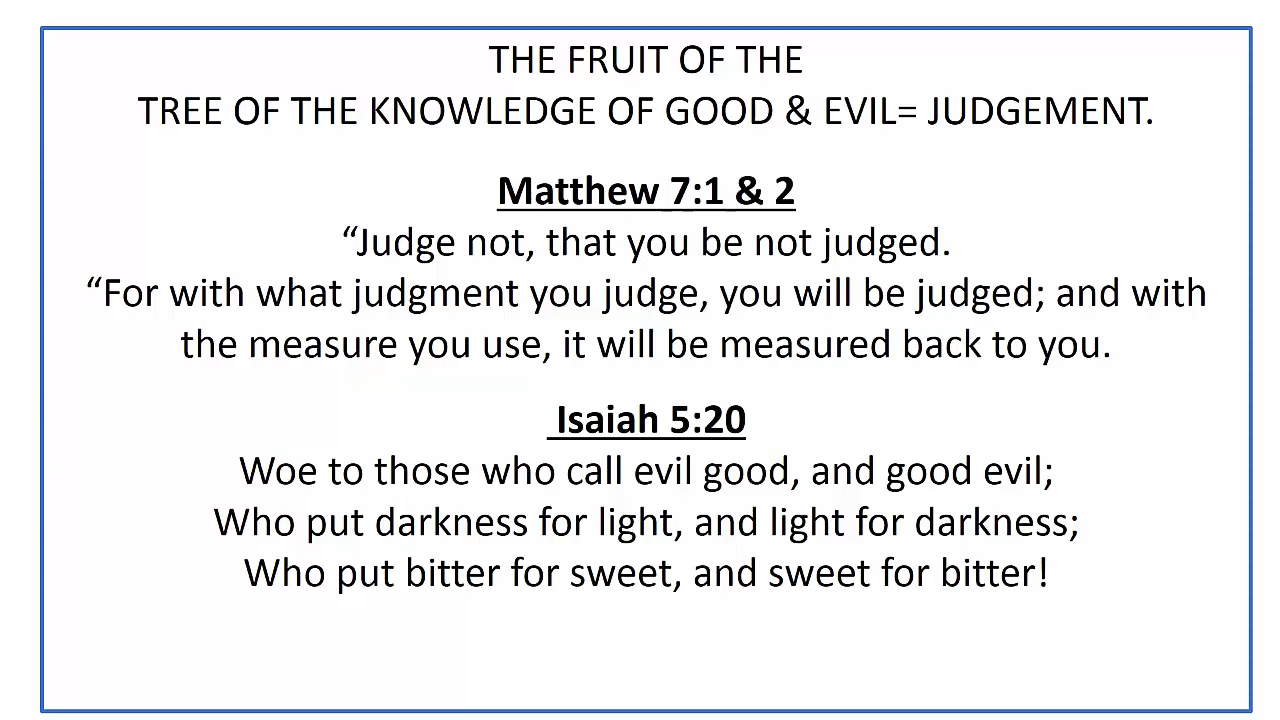 THE FRUIT OF THE
TREE OF THE KNOWLEDGE OF GOOD & EVIL= JUDGEMENT.
Matthew 7:1 & 2
“Judge not, that you be not judged.
“For with what judgment you judge, you will be judged; and with
the measure you use, it will be measured back to you.
Isaiah 5:20
Woe to those who call evil good, and good evil;
Who put darkness for light, and light for darkness;
Who put bitter for sweet, and sweet for bitter!